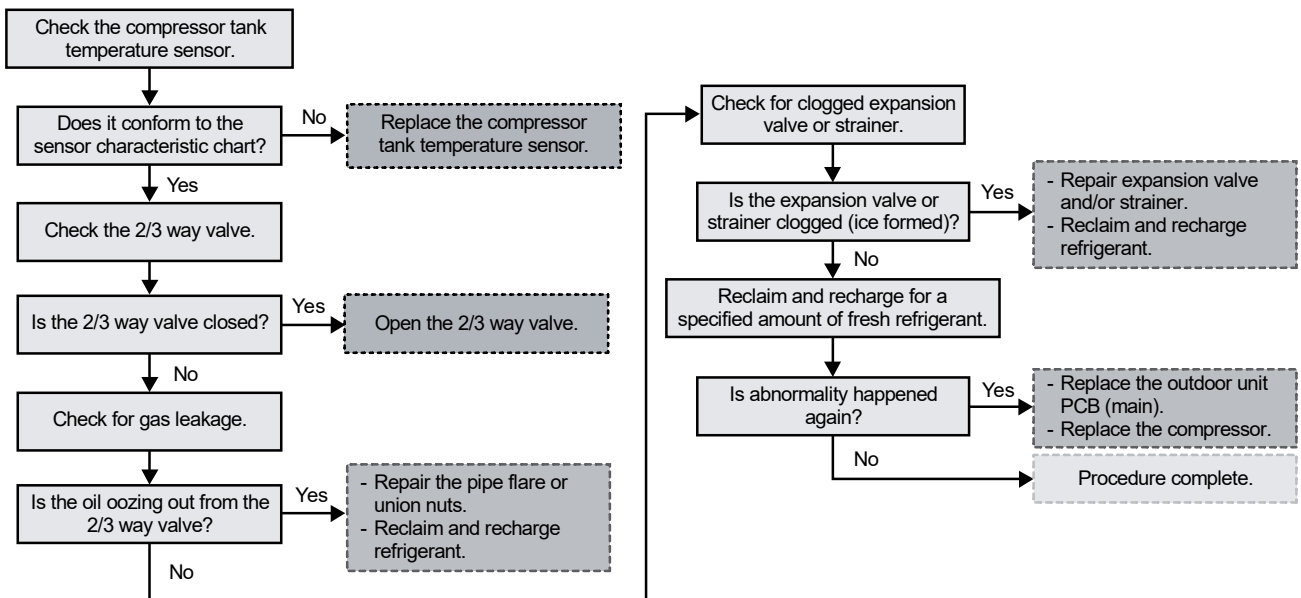 Check the compressor tank
temperature sensor.
Does it conform to the
sensor characteristic chart?
No
Replace the compressor
tank temperature sensor.
Yes
Check the 2/3 way valve.
Is the 2/3 way valve closed?
Yes
Open the 2/3 way valve.
No
Check for gas leakage.
Is the oil oozing out from the
2/3 way valve?
Yes
- Repair the pipe flare or
union nuts.
- Reclaim and recharge
refrigerant.
No
Check for clogged expansion
valve or strainer.
Is the expansion valve or
strainer clogged (ice formed)?
Yes
- Repair expansion valve
and/or strainer.
- Reclaim and recharge
refrigerant.
No
Reclaim and recharge for a
specified amount of fresh refrigerant.
Is abnormality happened
again?
Yes
- Replace the outdoor unit
PCB (main).
- Replace the compressor.
No
Procedure complete.